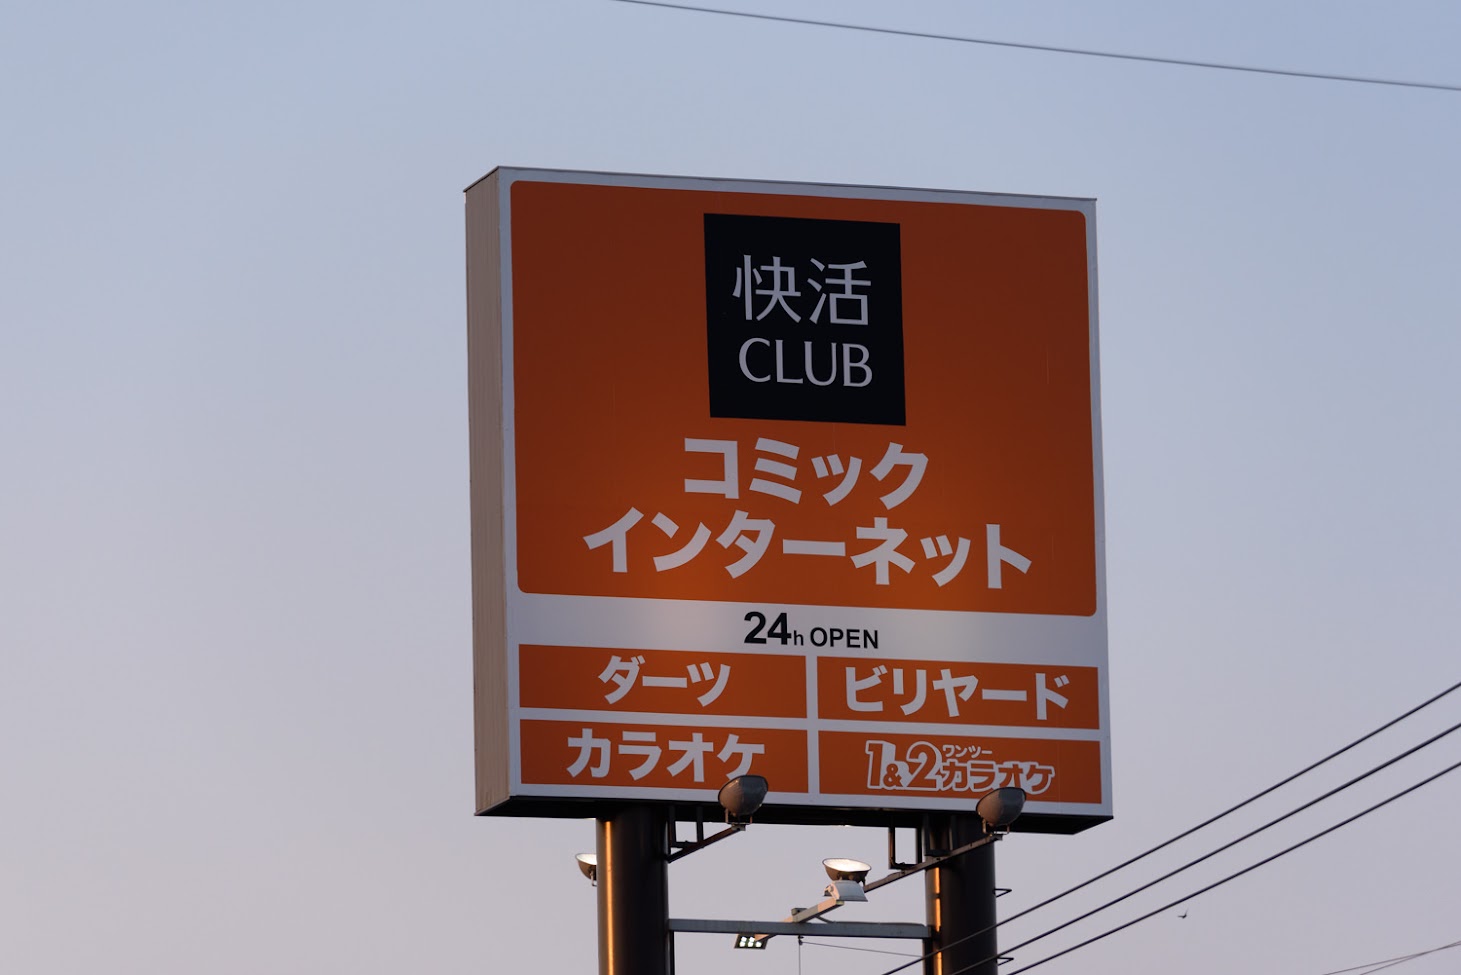 快活
CLUB
コミック
インターネット
24h OPEN
ダーツ
ビリヤード
カラオケ
1&2ワンツーカラオケ